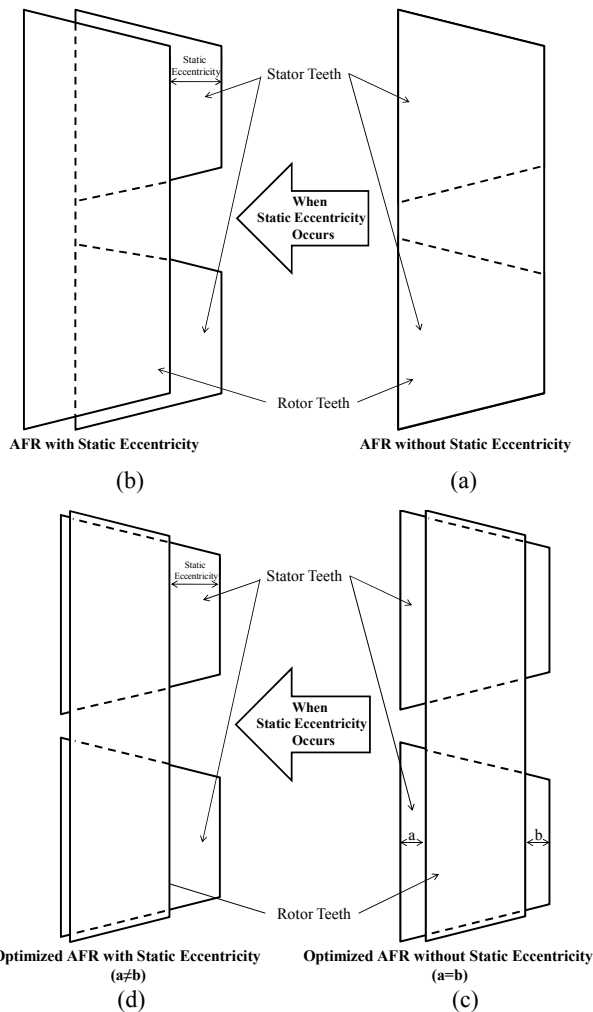 Static
Eccentricity
Stator Teeth
When
Static Eccentricity
Occurs
Rotor Teeth
AFR with Static Eccentricity
AFR without Static Eccentricity
(b)
(a)
Static
Eccentricity
Stator Teeth
When
Static Eccentricity
Occurs
a
b
Rotor Teeth
Optimized AFR with Static Eccentricity
(a≠b)
Optimized AFR without Static Eccentricity
(a=b)
(d)
(c)